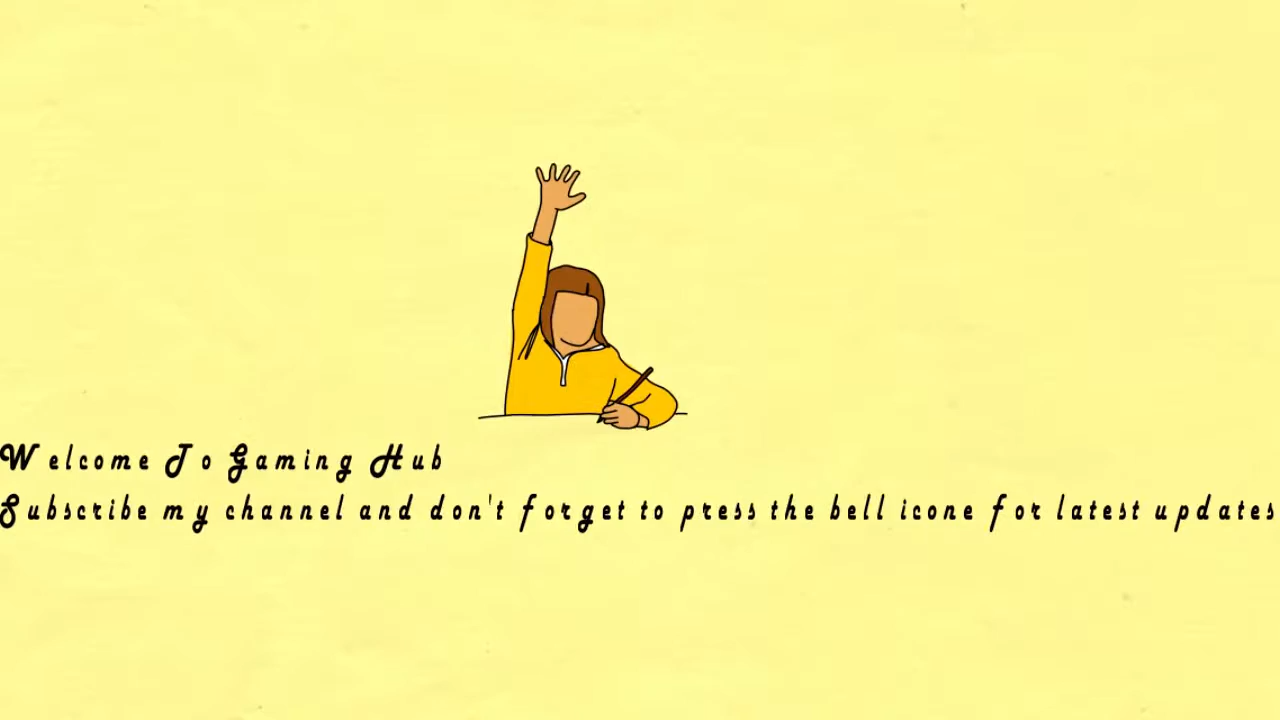 Welcome To Gaming Hub
Subscribe my channel and don't forget to press the bell icone for latest updates